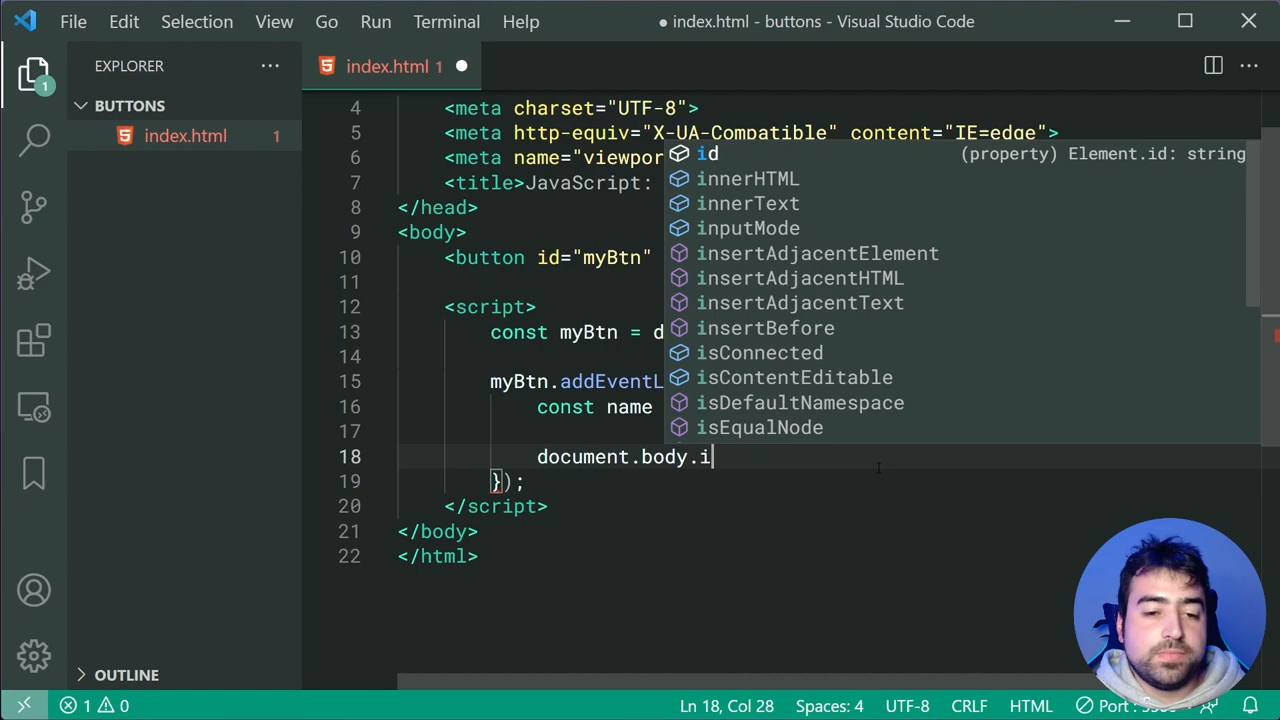 File Edit Selection View Go Run Terminal Help ● index.html - buttons - Visual Studio Code
EXPLORER
index.html 1
BUTTONS
index.html 1
1
4 <meta charset="UTF-8">
5 <meta http-equiv="X-UA-Compatible" content="IE=edge">
6 <meta name="viewpor
7 <title>JavaScript:
8 </head>
9 <body>
10 <button id="myBtn"
11
12 <script>
13 const myBtn = d
14
15 myBtn.addEventL
16 const name
17
18 document.body.i
19 });
20 </script>
21 </body>
22 </html>
id (property) Element.id: string
innerHTML
innerText
inputMode
insertAdjacentElement
insertAdjacentHTML
insertAdjacentText
insertBefore
isConnected
isContentEditable
isDefaultNamespace
isEqualNode
OUTLINE
1 0 Ln 18, Col 28 Spaces: 4 UTF-8 CRLF HTML Port :